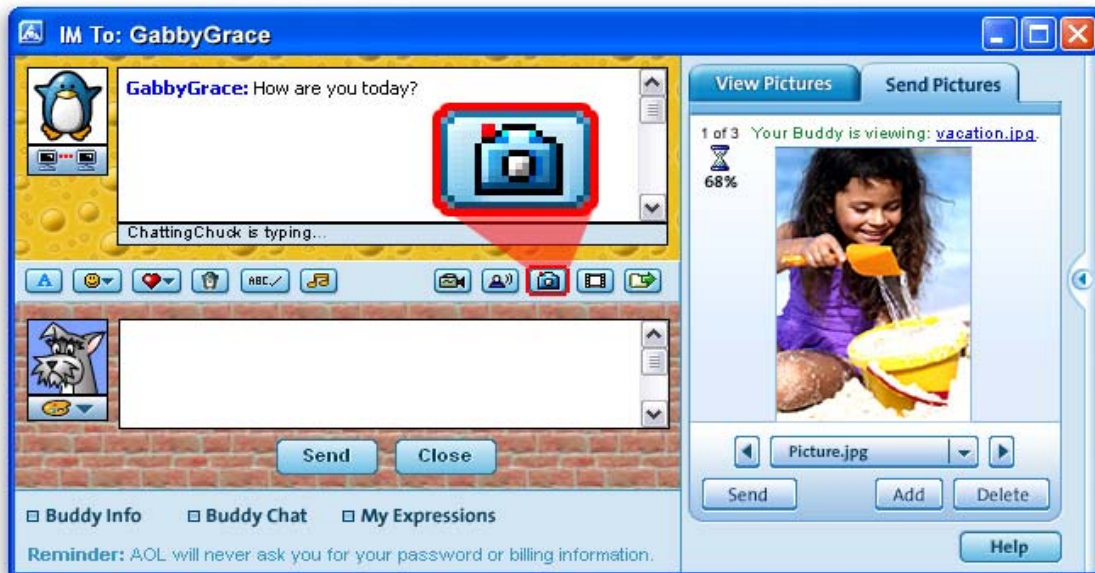 IM To: GabbyGrace
GabbyGrace: How are you today?
ChattingChuck is typing...
A
ABC
Send
Close
Buddy Info
Buddy Chat
My Expressions
Reminder: AOL will never ask you for your password or billing information.
View Pictures
Send Pictures
1 of 3
Your Buddy is viewing: vacation.jpg.
68%
Picture.jpg
Send
Add
Delete
Help